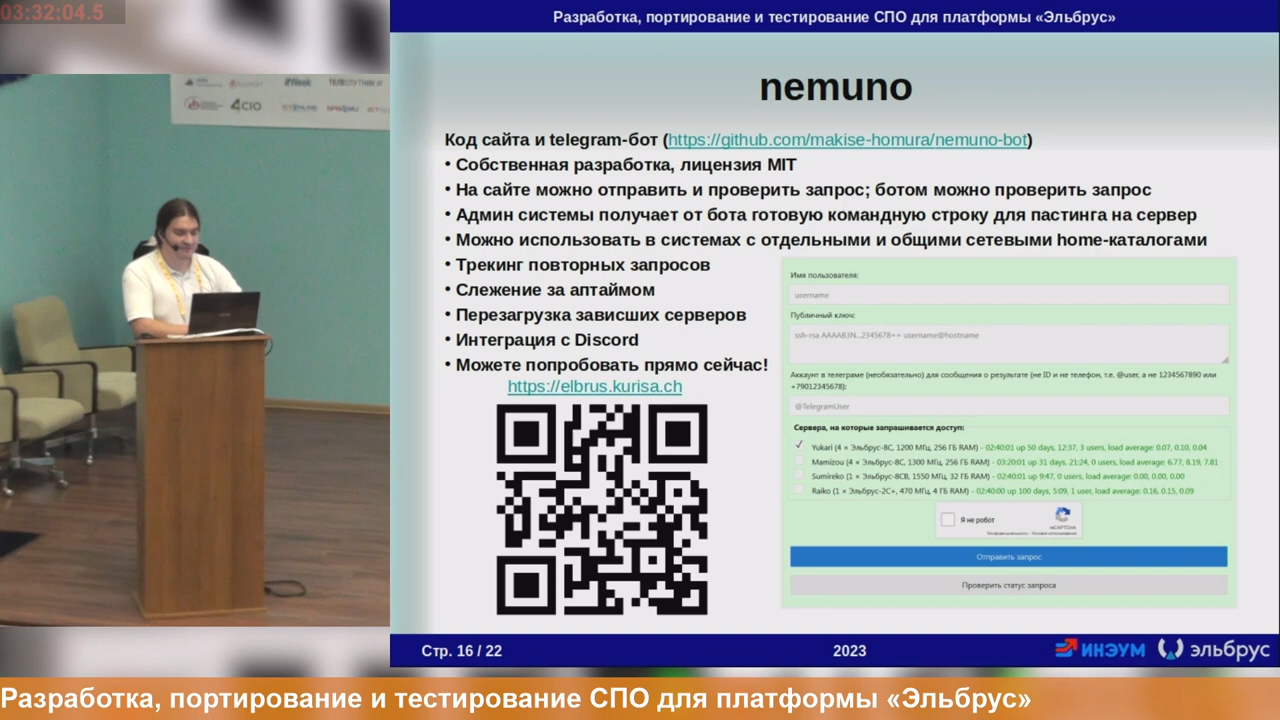 03:32:04.5
Разработка, портирование и тестирование СПО для платформы «Эльбрус»
4CIO
nemuno
Код сайта и telegram-бот (https://github.com/makise-homura/nemuno-bot)
• Собственная разработка, лицензия MIT
• На сайте можно отправить и проверить запрос; ботом можно проверить запрос
• Админ системы получает от бота готовую командную строку для пастинга на сервер
• Можно использовать в системах с отдельными и общими сетевыми home-каталогами
• Трекинг повторных запросов
• Слежение за аптаймом
• Перезагрузка зависших серверов
• Интеграция с Discord
• Можете попробовать прямо сейчас!
https://elbrus.kurisa.ch
Имя пользователя:
username
Публичный ключ:
ssh-rsa AAAAB3N...2345678== username@hostname
Аккаунт в телеграме (необязательно) для сообщения о результате (не ID и не телефон, т.е. @user, а не 1234567890 или
+79012345678):
@TelegramUser
Сервера, на которые запрашивается доступ:
Yukari (4 × Эльбрус-8С, 1200 МГц, 256 ГБ RAM) - 02:40:01 up 50 days, 12:37, 3 users, load average: 0.07, 0.10, 0.04
Mamizou (4 × Эльбрус-8С, 1300 МГц, 256 ГБ RAM) - 03:20:01 up 31 days, 21:24, 0 users, load average: 6.77, 8.19, 7.81
Sumireko (1 × Эльбрус-8СВ, 1550 МГц, 32 ГБ RAM) - 02:40:01 up 9:47, 0 users, load average: 0.00, 0.00, 0.00
Raiko (1 × Эльбрус-2С+, 470 МГц, 4 ГБ RAM) - 02:40:00 up 100 days, 5:09, 1 user, load average: 0.16, 0.15, 0.09
Я не робот
reCAPTCHA
Конфиденциальность - Условия использования
Отправить запрос
Проверить статус запроса
Стр. 16 / 22
2023
ИНЭУМ
эльбрус
Разработка, портирование и тестирование СПО для платформы «Эльбрус»